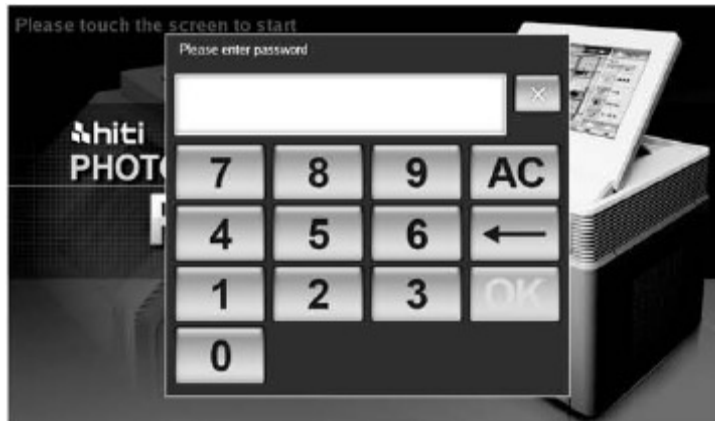 Please touch the screen to start
Please enter password
hiti
PHOTO
7 8 9 AC
4 5 6 ←
1 2 3 OK
0